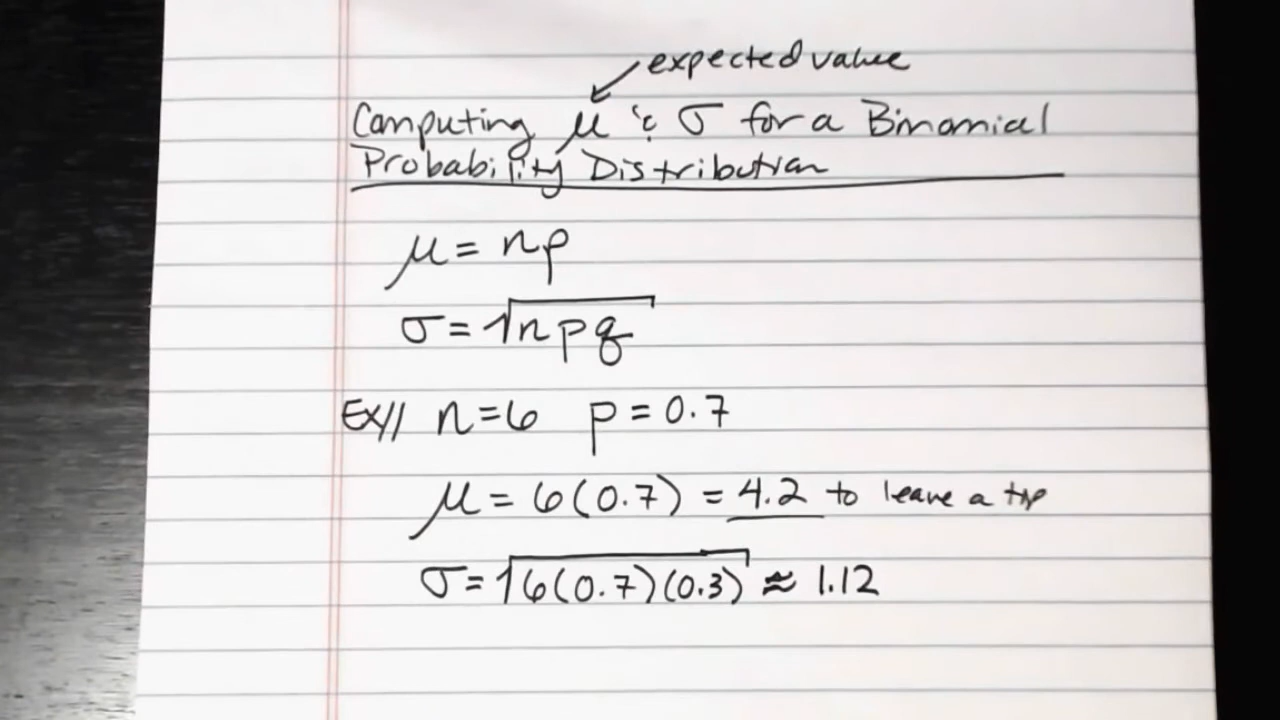 expected value
Computing μ & σ for a Binomial
Probability Distribution
μ = np
σ = √npq
EX// n=6 p = 0.7
μ = 6(0.7) = 4.2 to leave a tip
σ = √6(0.7)(0.3) ≈ 1.12